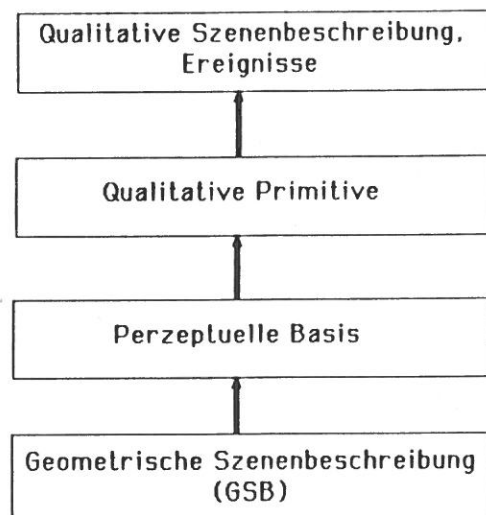 Qualitative Szenenbeschreibung,
Ereignisse
Qualitative Primitive
Perzeptuelle Basis
Geometrische Szenenbeschreibung
(GSB)